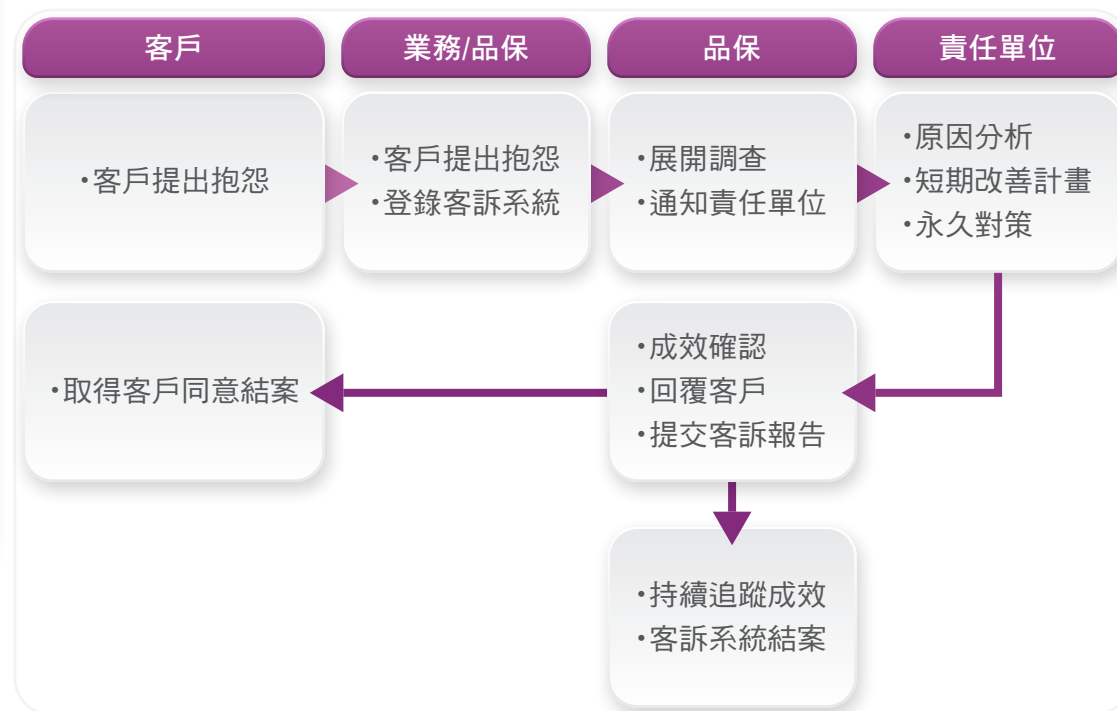 客戶
業務/品保
品保
責任單位
•客戶提出抱怨
•客戶提出抱怨
•登錄客訴系統
•展開調查
•通知責任單位
•原因分析
•短期改善計畫
•永久對策
•取得客戶同意結案
•成效確認
•回覆客戶
•提交客訴報告
•持續追蹤成效
•客訴系統結案